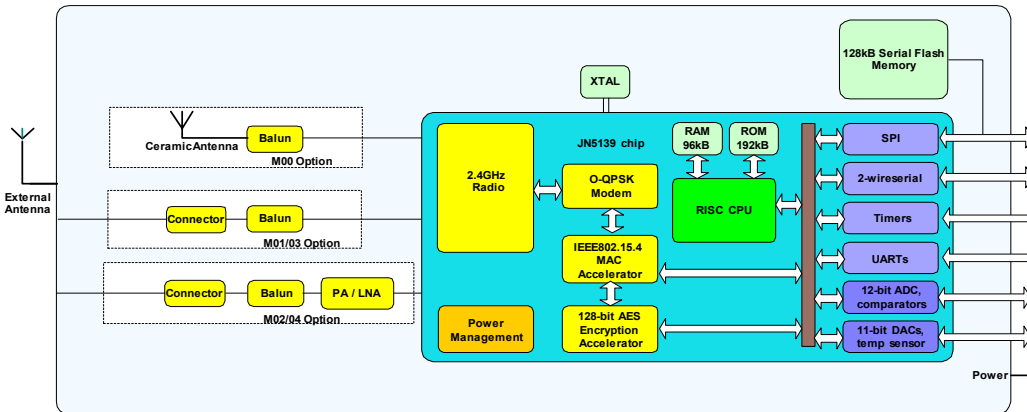 128kB Serial Flash
Memory
XTAL
Balun
CeramicAntenna
M00 Option
External
Antenna
Connector
Balun
M01/03 Option
Connector
Balun
PA / LNA
M02/04 Option
JN5139 chip
2.4GHz
Radio
O-QPSK
Modem
RAM
96kB
ROM
192kB
RISC CPU
IEEE802.15.4
MAC
Accelerator
128-bit AES
Encryption
Accelerator
Power
Management
SPI
2-wireserial
Timers
UARTs
12-bit ADC,
comparators
11-bit DACs,
temp sensor
Power